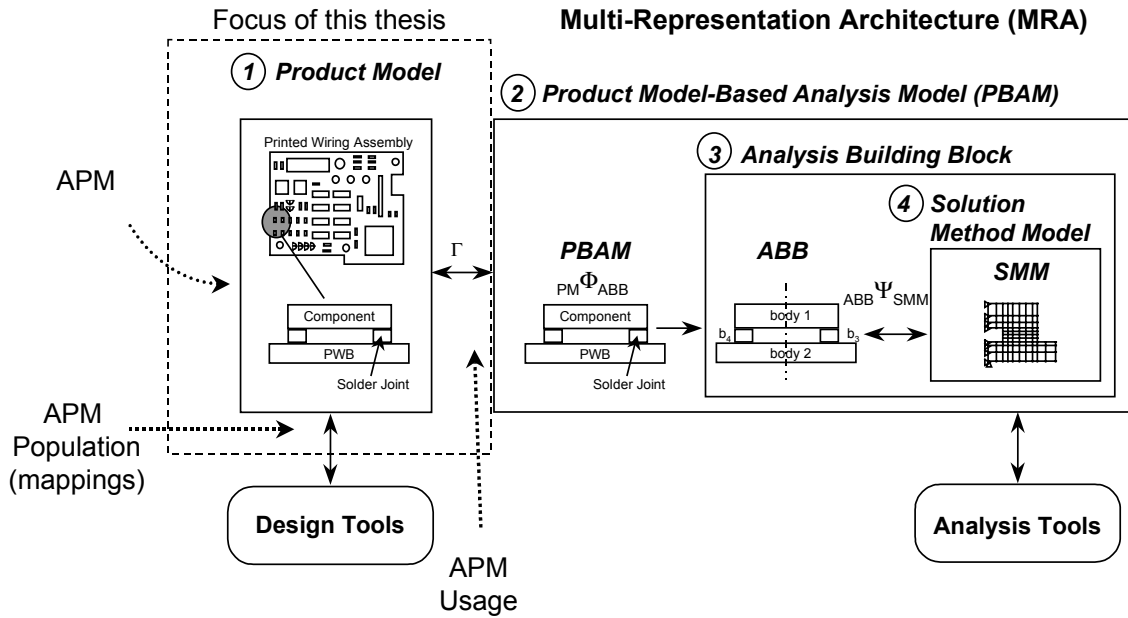 Focus of this thesis
Multi-Representation Architecture (MRA)
1 Product Model
2 Product Model-Based Analysis Model (PBAM)
Printed Wiring Assembly
3 Analysis Building Block
APM
4 Solution
Method Model
Γ
PBAM
ABB
SMM
PMΦABB
ABBΨSMM
Component
PWB
Solder Joint
Component
PWB
Solder Joint
body 1
b4
b3
body 2
APM
Population
(mappings)
Design Tools
Analysis Tools
APM
Usage